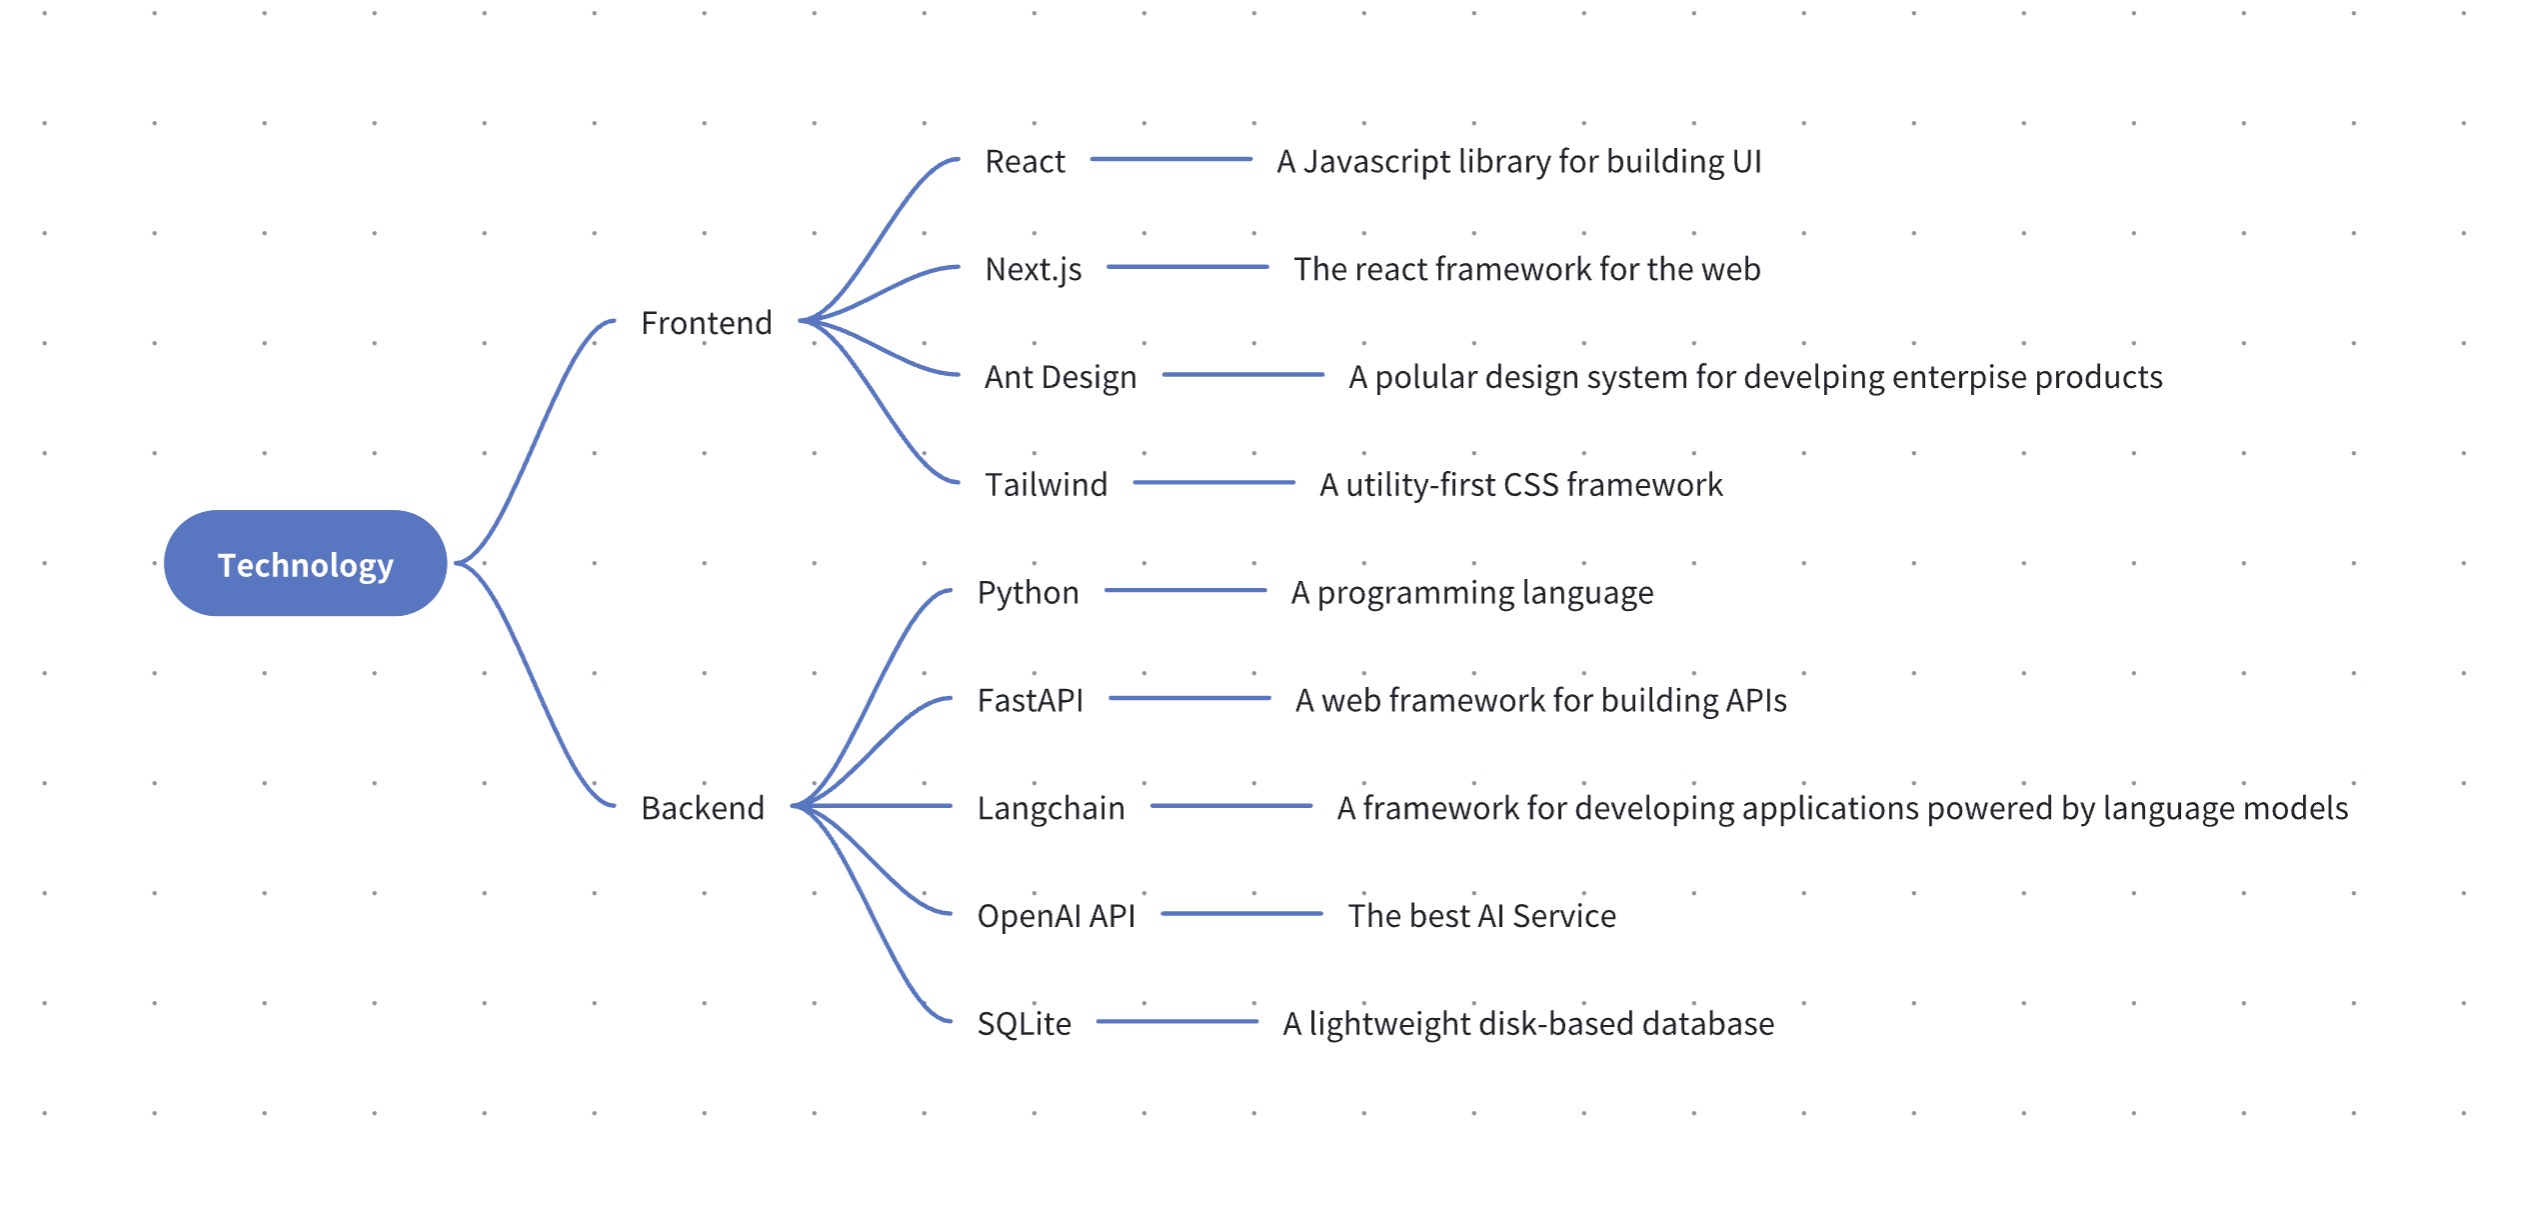 React
A Javascript library for building UI
Next.js
The react framework for the web
Frontend
Ant Design
A polular design system for develping enterpise products
Tailwind
A utility-first CSS framework
Technology
Python
A programming language
FastAPI
A web framework for building APIs
Backend
Langchain
A framework for developing applications powered by language models
OpenAI API
The best AI Service
SQLite
A lightweight disk-based database